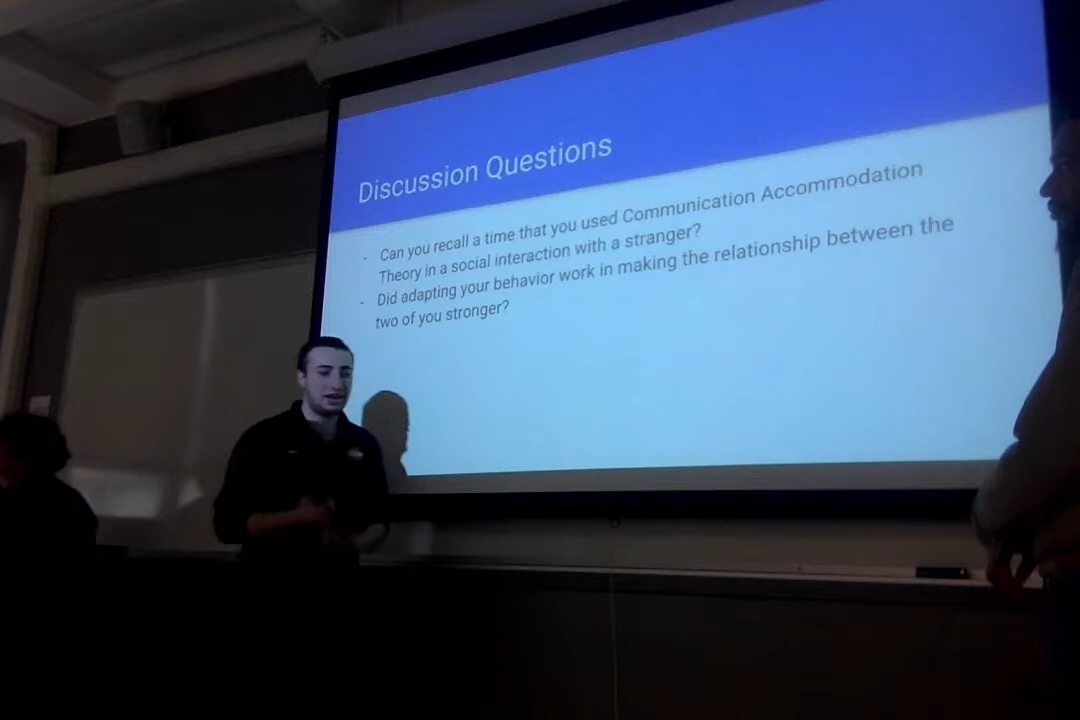 Discussion Questions
- Can you recall a time that you used Communication Accommodation
Theory in a social interaction with a stranger?
- Did adapting your behavior work in making the relationship between the
two of you stronger?